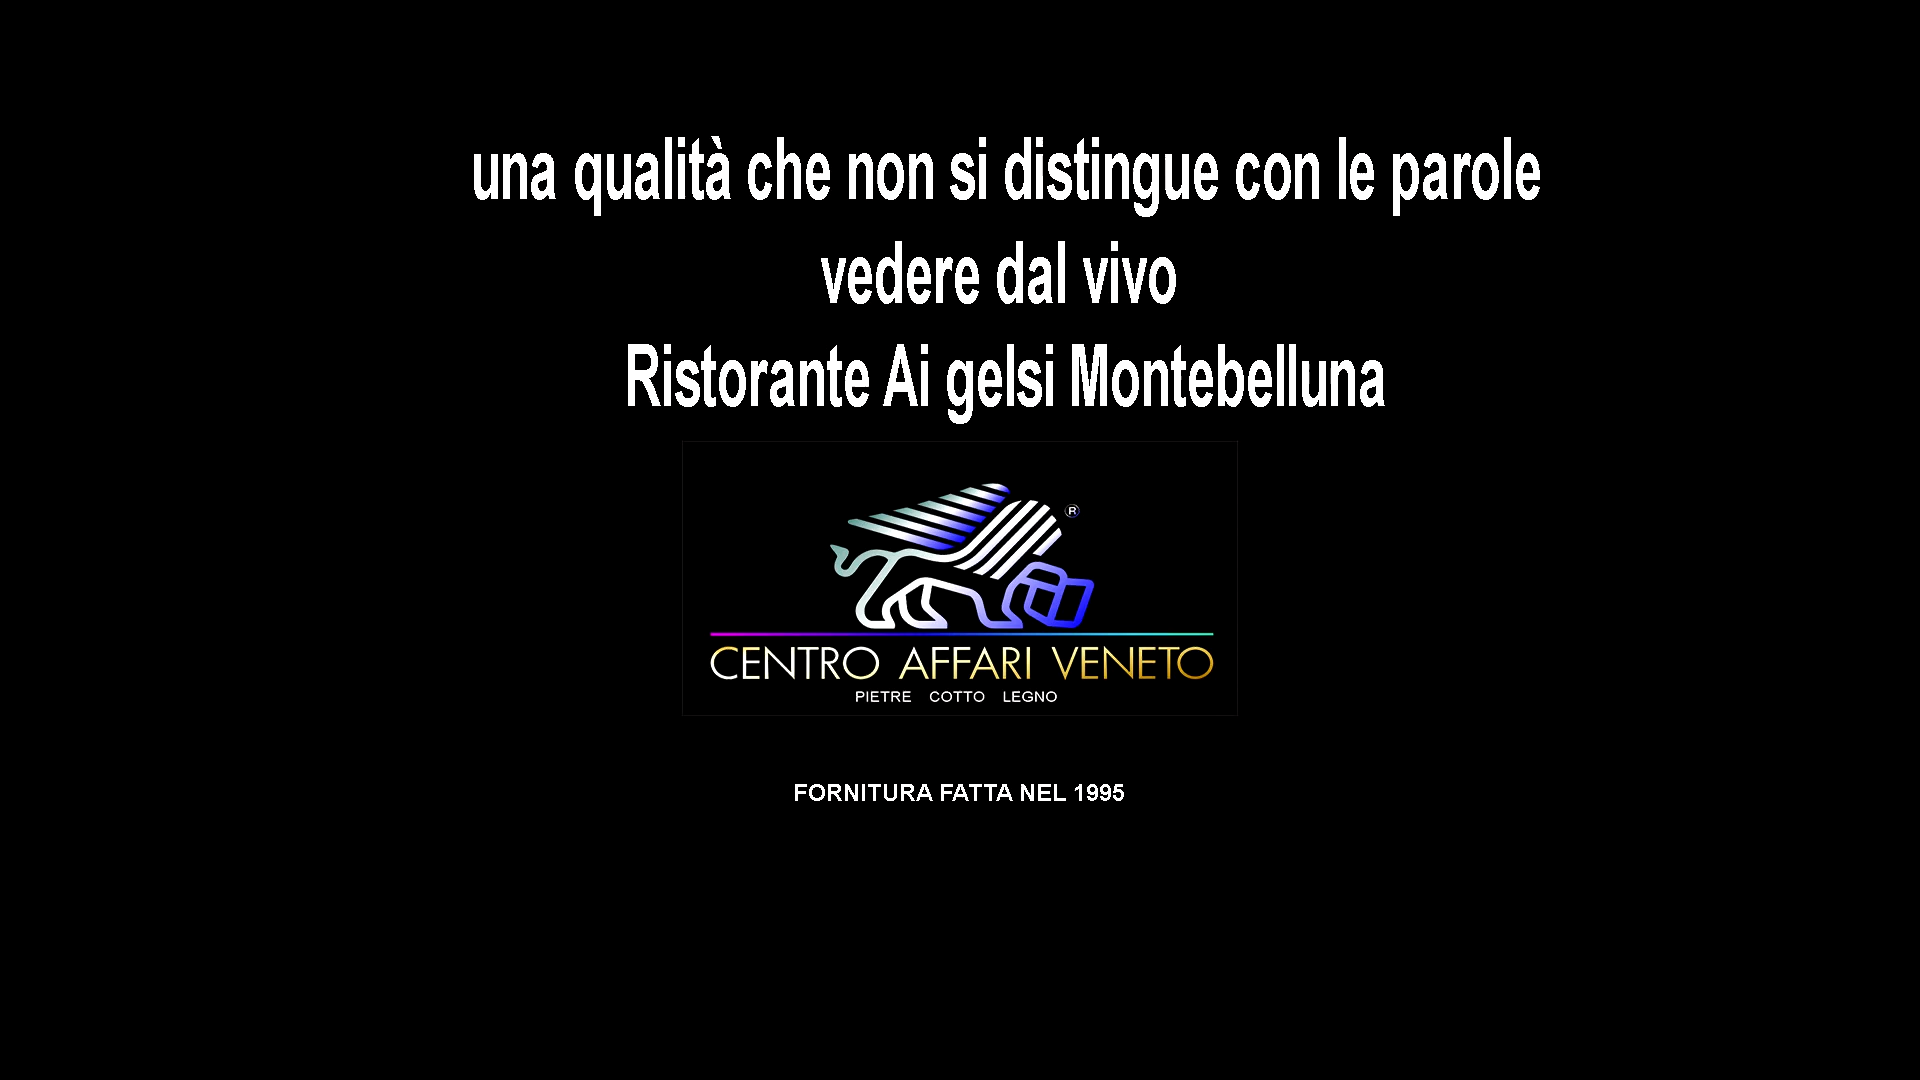 una qualità che non si distingue con le parole
vedere dal vivo
Ristorante Ai gelsi Montebelluna
®
CENTRO AFFARI VENETO
PIETRE COTTO LEGNO
FORNITURA FATTA NEL 1995